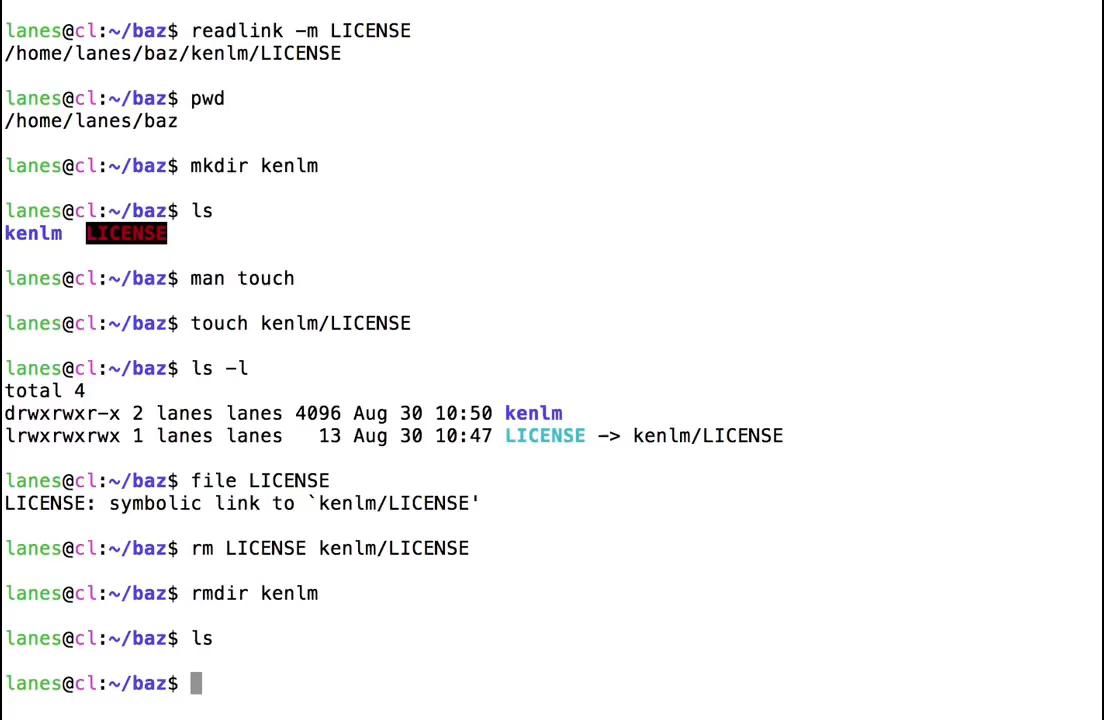 lanes@cl:~/baz$ readlink -m LICENSE
/home/lanes/baz/kenlm/LICENSE
lanes@cl:~/baz$ pwd
/home/lanes/baz
lanes@cl:~/baz$ mkdir kenlm
lanes@cl:~/baz$ ls
kenlm  LICENSE
lanes@cl:~/baz$ man touch
lanes@cl:~/baz$ touch kenlm/LICENSE
lanes@cl:~/baz$ ls -l
total 4
drwxrwxr-x 2 lanes lanes 4096 Aug 30 10:50 kenlm
lrwxrwxrwx 1 lanes lanes   13 Aug 30 10:47 LICENSE -> kenlm/LICENSE
lanes@cl:~/baz$ file LICENSE
LICENSE: symbolic link to `kenlm/LICENSE'
lanes@cl:~/baz$ rm LICENSE kenlm/LICENSE
lanes@cl:~/baz$ rmdir kenlm
lanes@cl:~/baz$ ls
lanes@cl:~/baz$